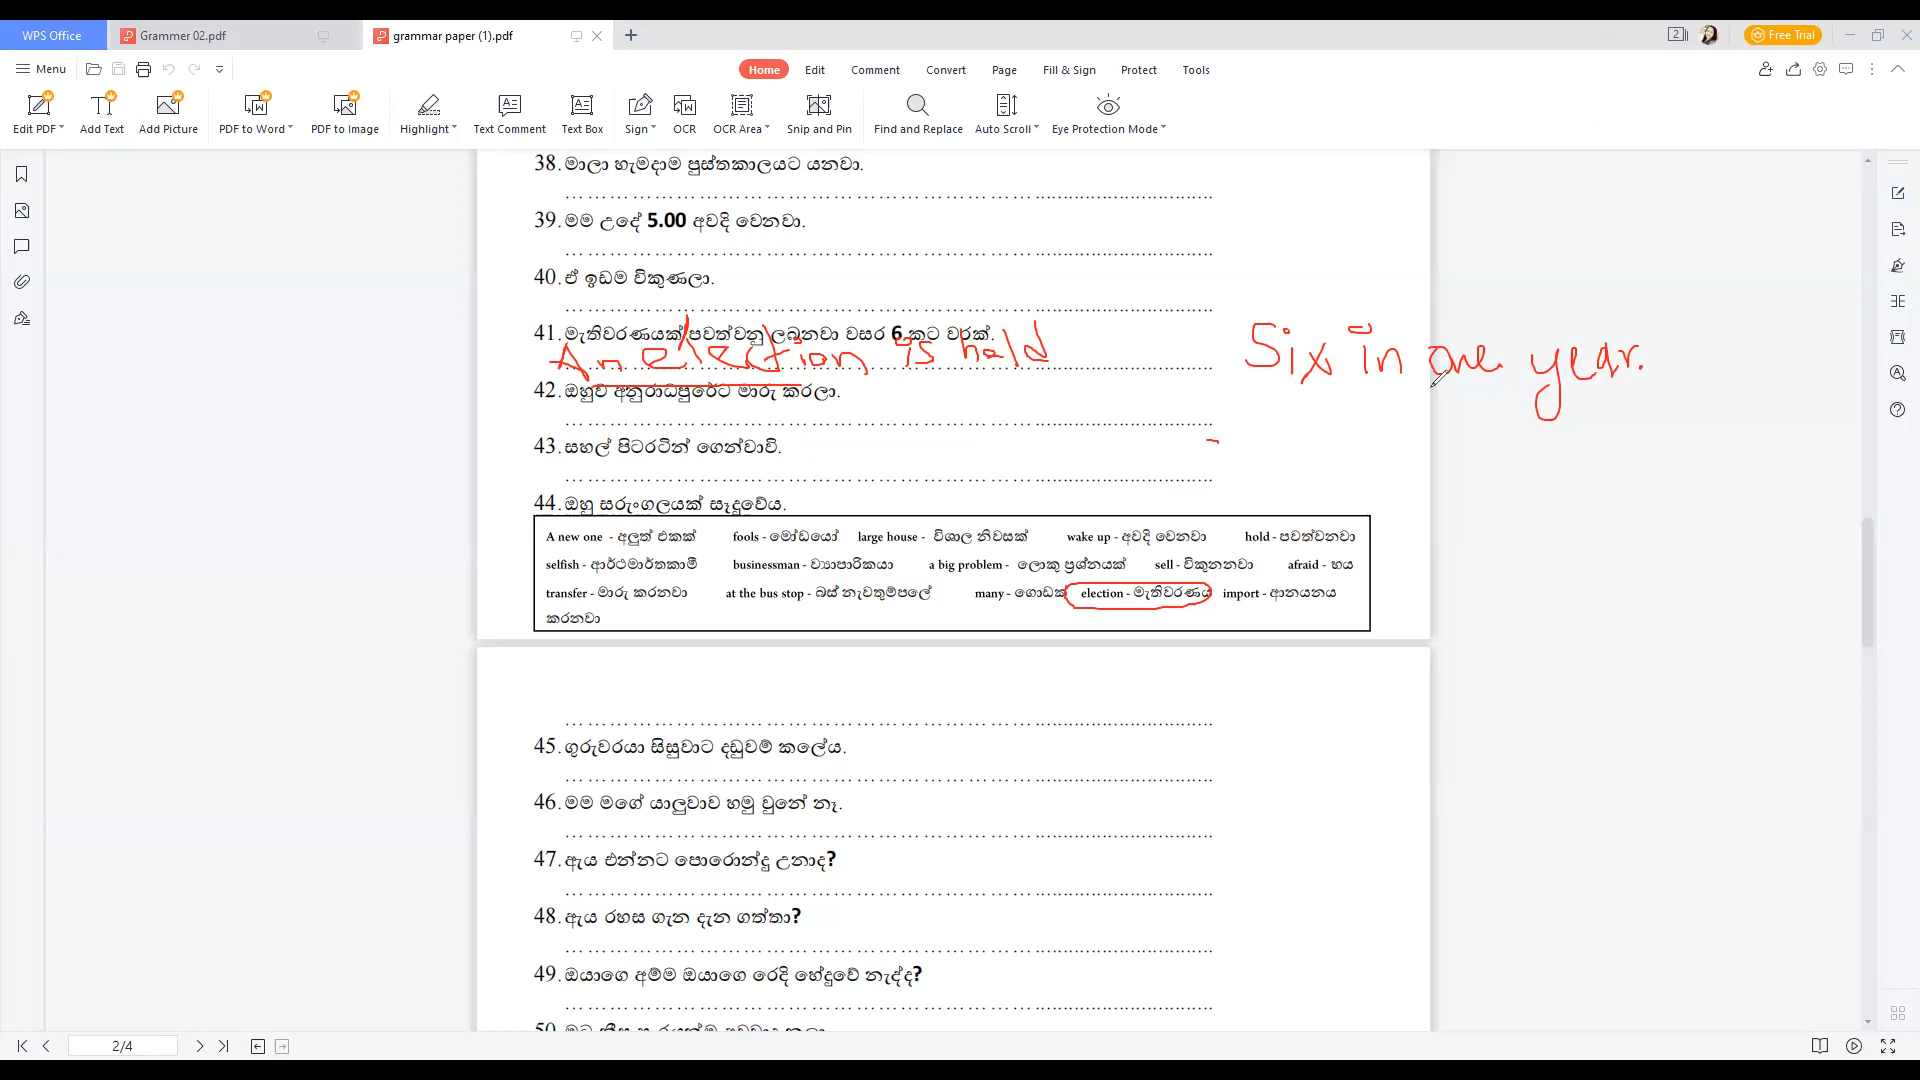 WPS Office Grammer 02.pdf grammar paper (1).pdf 2 Free Trial
Menu Home Edit Comment Convert Page Fill & Sign Protect Tools
Edit PDF Add Text Add Picture PDF to Word PDF to Image Highlight Text Comment Text Box Sign OCR OCR Area Snip and Pin Find and Replace Auto Scroll Eye Protection Mode
38. මාලා හැමදාම පුස්තකාලයට යනවා.
39. මම උදේ 5.00 අවදි වෙනවා.
40. ඒ ඉඩම විකුණලා.
41. මැතිවරණයක් පවත්වනු ලබනවා වසර 6 කට වරක්.
An election is held Six in one year.
42. ඔහුව අනුරාධපුරේට මාරු කරලා.
43. සහල් පිටරටින් ගෙන්වාවි.
44. ඔහු සරුංගලයක් සෑදුවේය.
A new one - අලුත් එකක් fools - මෝඩයෝ large house - විශාල නිවසක් wake up - අවදි වෙනවා hold - පවත්වනවා
selfish - ආර්ථමාර්තකාමී businessman - ව්‍යාපාරිකයා a big problem - ලොකු ප්‍රශ්නයක් sell - විකුනනවා afraid - භය
transfer - මාරු කරනවා at the bus stop - බස් නැවතුම්පලේ many - ගොඩක් election - මැතිවරණය import - ආනයනය
කරනවා
45. ගුරුවරයා සිසුවාට දඬුවම් කලේය.
46. මම මගේ යාලුවාව හමු වුනේ නෑ.
47. ඇය එන්නට පොරොන්දු උනාද?
48. ඇය රහස ගැන දැන ගත්තා?
49. ඔයාගෙ අම්ම ඔයාගෙ රෙදි හේදුවේ නැද්ද?
50.
2/4